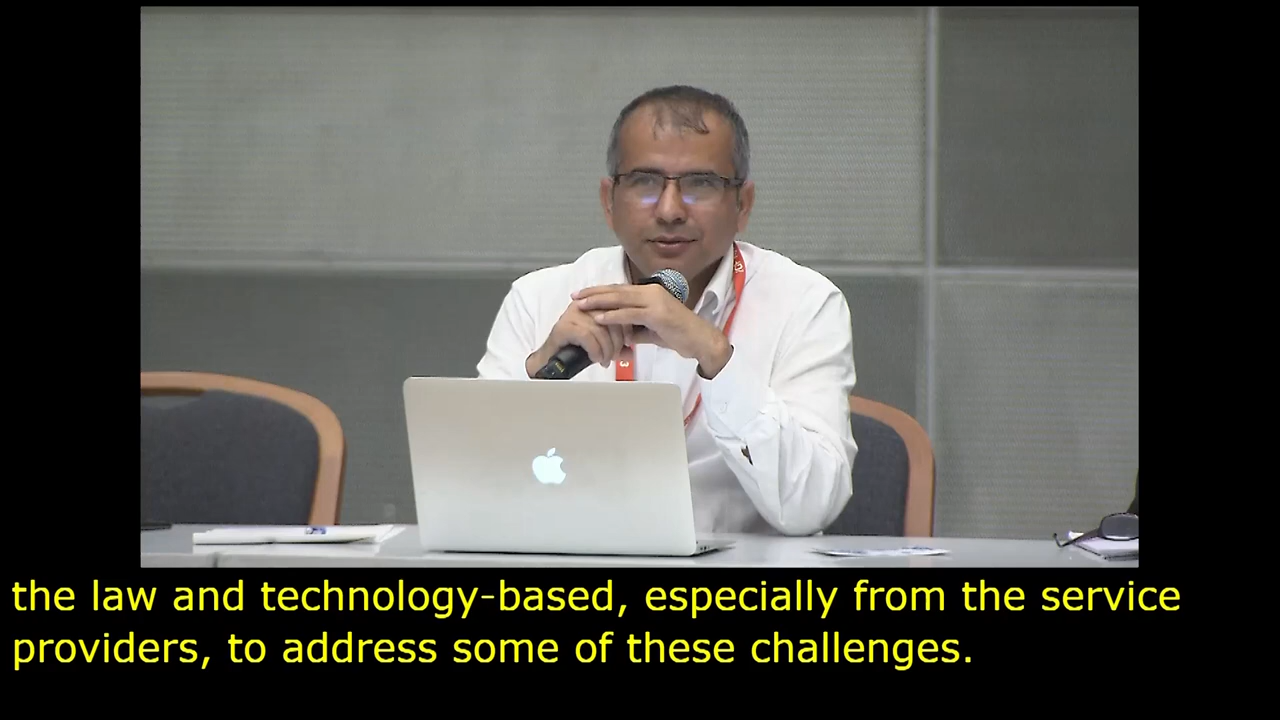 the law and technology-based, especially from the service
providers, to address some of these challenges.